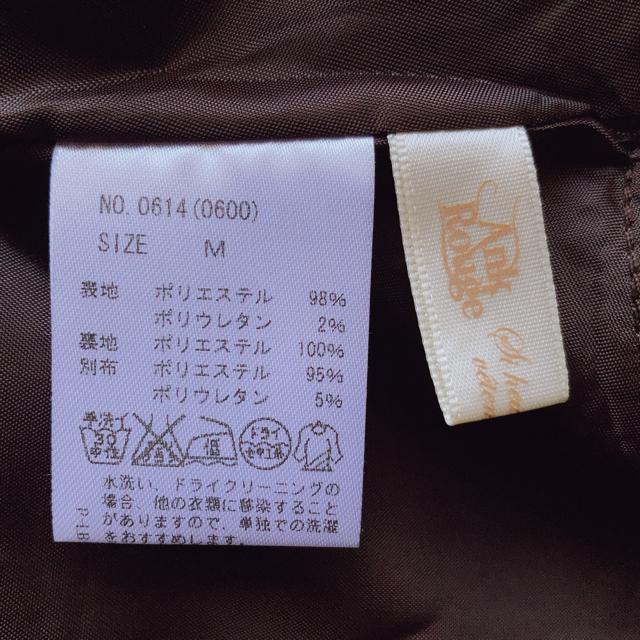 NO. 0614(0600)
SIZE M
表地 ポリエステル 98%
ポリウレタン 2%
裏地 ポリエステル 100%
別布 ポリエステル 95%
ポリウレタン 5%
手洗イ
30
中性
低
ドライ
セキユ系
水洗い、ドライクリーニングの
場合、他の衣類に移染すること
がありますので、単独での洗濯
をおすすめします。
Ank
Rouge